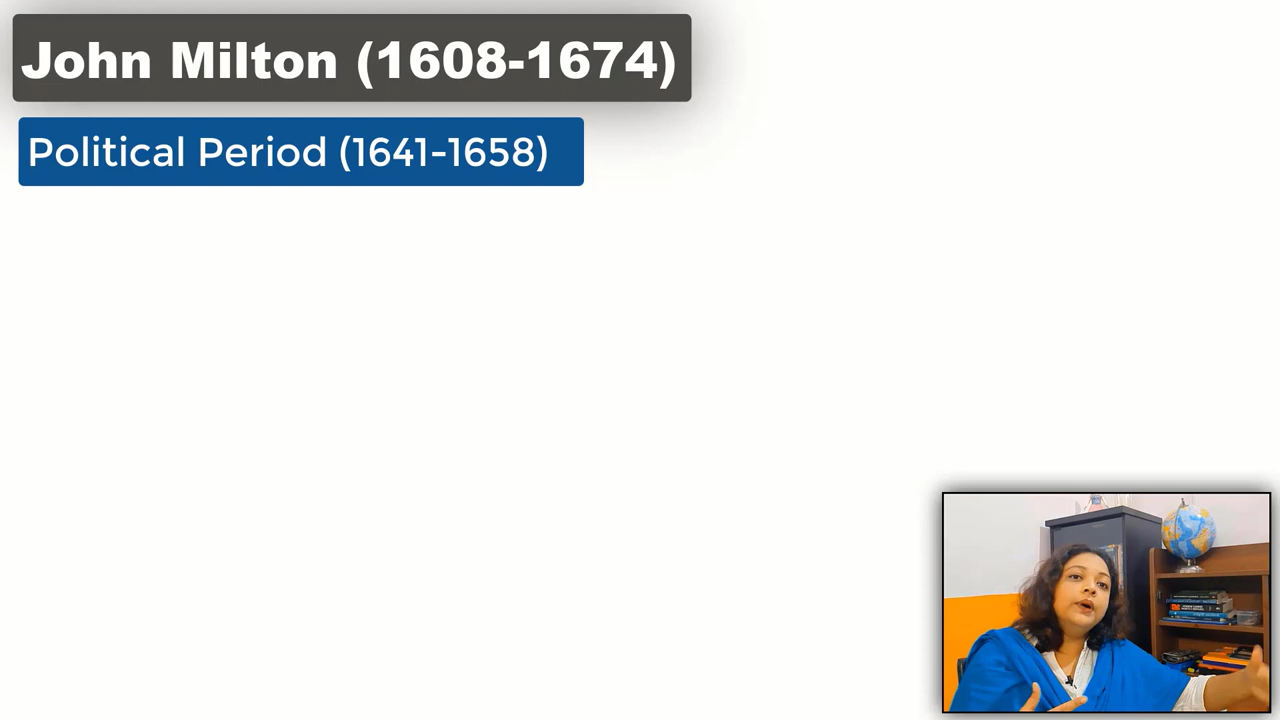 John Milton (1608-1674)
Political Period (1641-1658)